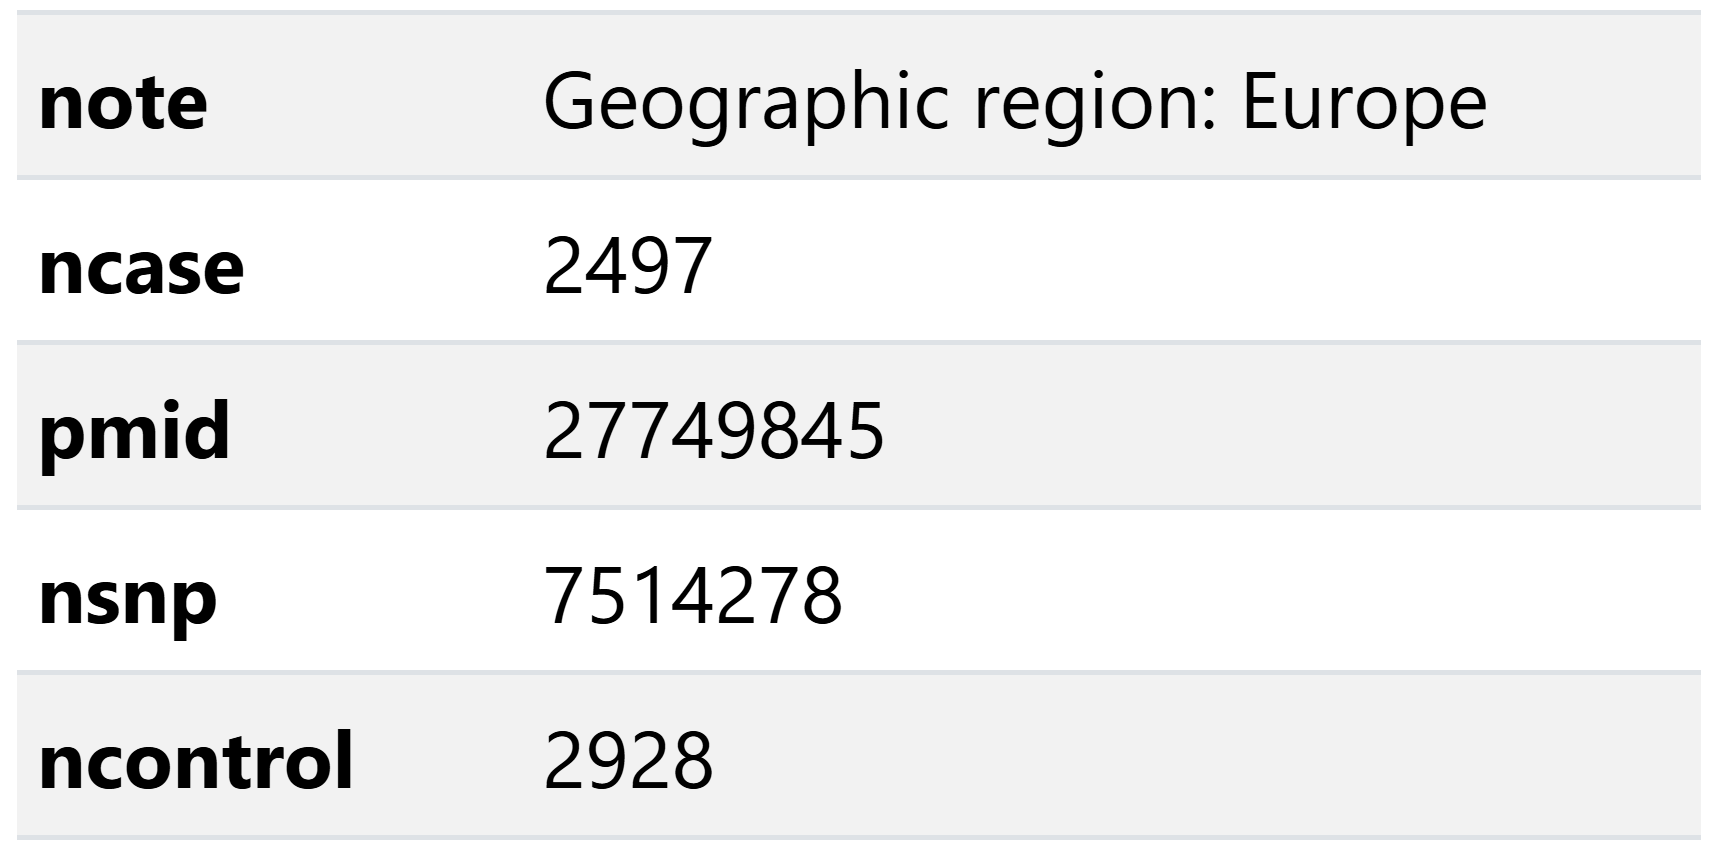 note Geographic region: Europe
ncase 2497
pmid 27749845
nsnp 7514278
ncontrol 2928